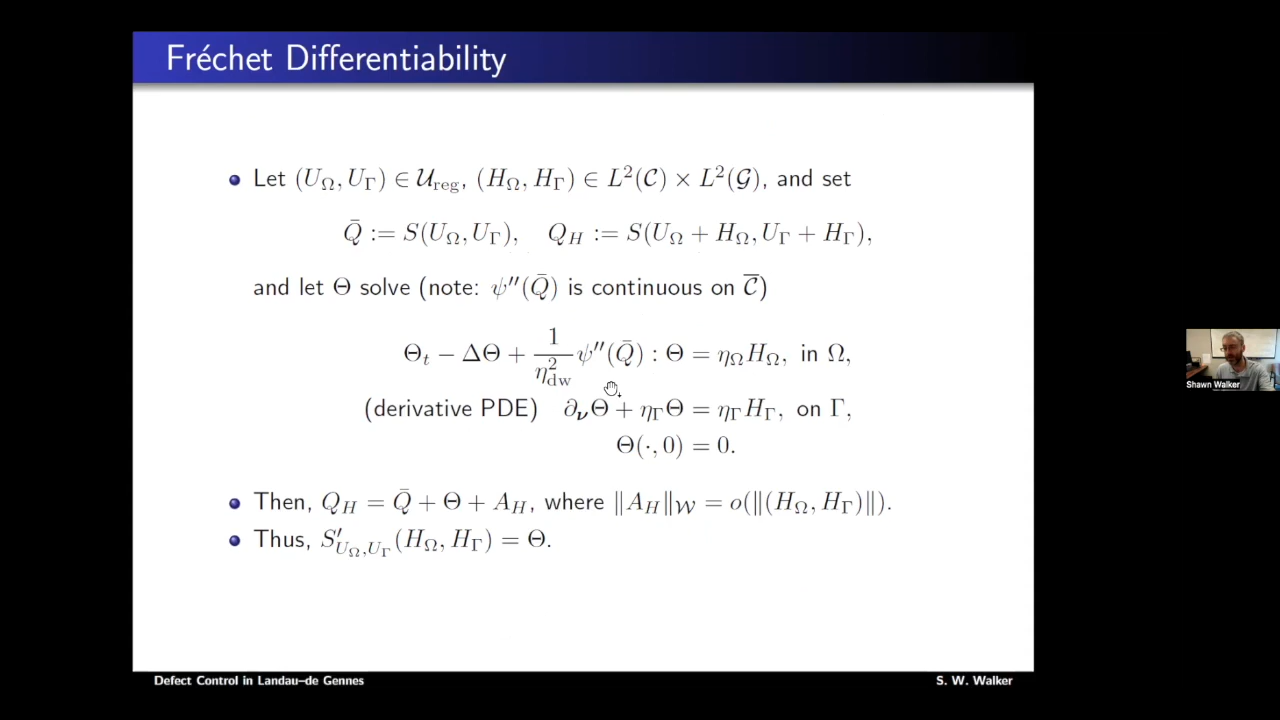 Fréchet Differentiability
Let (U_Ω, U_Γ) ∈ 𝒰_reg, (H_Ω, H_Γ) ∈ L²(𝒞) × L²(𝒢), and set
Q̄ := S(U_Ω, U_Γ),   Q_H := S(U_Ω + H_Ω, U_Γ + H_Γ),
and let Θ solve (note: ψ″(Q̄) is continuous on 𝒞̅)
Θ_t − ΔΘ + 1/η²_dw ψ″(Q̄) : Θ = η_Ω H_Ω, in Ω,
(derivative PDE)   ∂_ν Θ + η_Γ Θ = η_Γ H_Γ, on Γ,
Θ(·, 0) = 0.
Then, Q_H = Q̄ + Θ + A_H, where ‖A_H‖_𝒲 = o(‖(H_Ω, H_Γ)‖).
Thus, S′_{U_Ω,U_Γ}(H_Ω, H_Γ) = Θ.
Shawn Walker
Defect Control in Landau–de Gennes
S. W. Walker